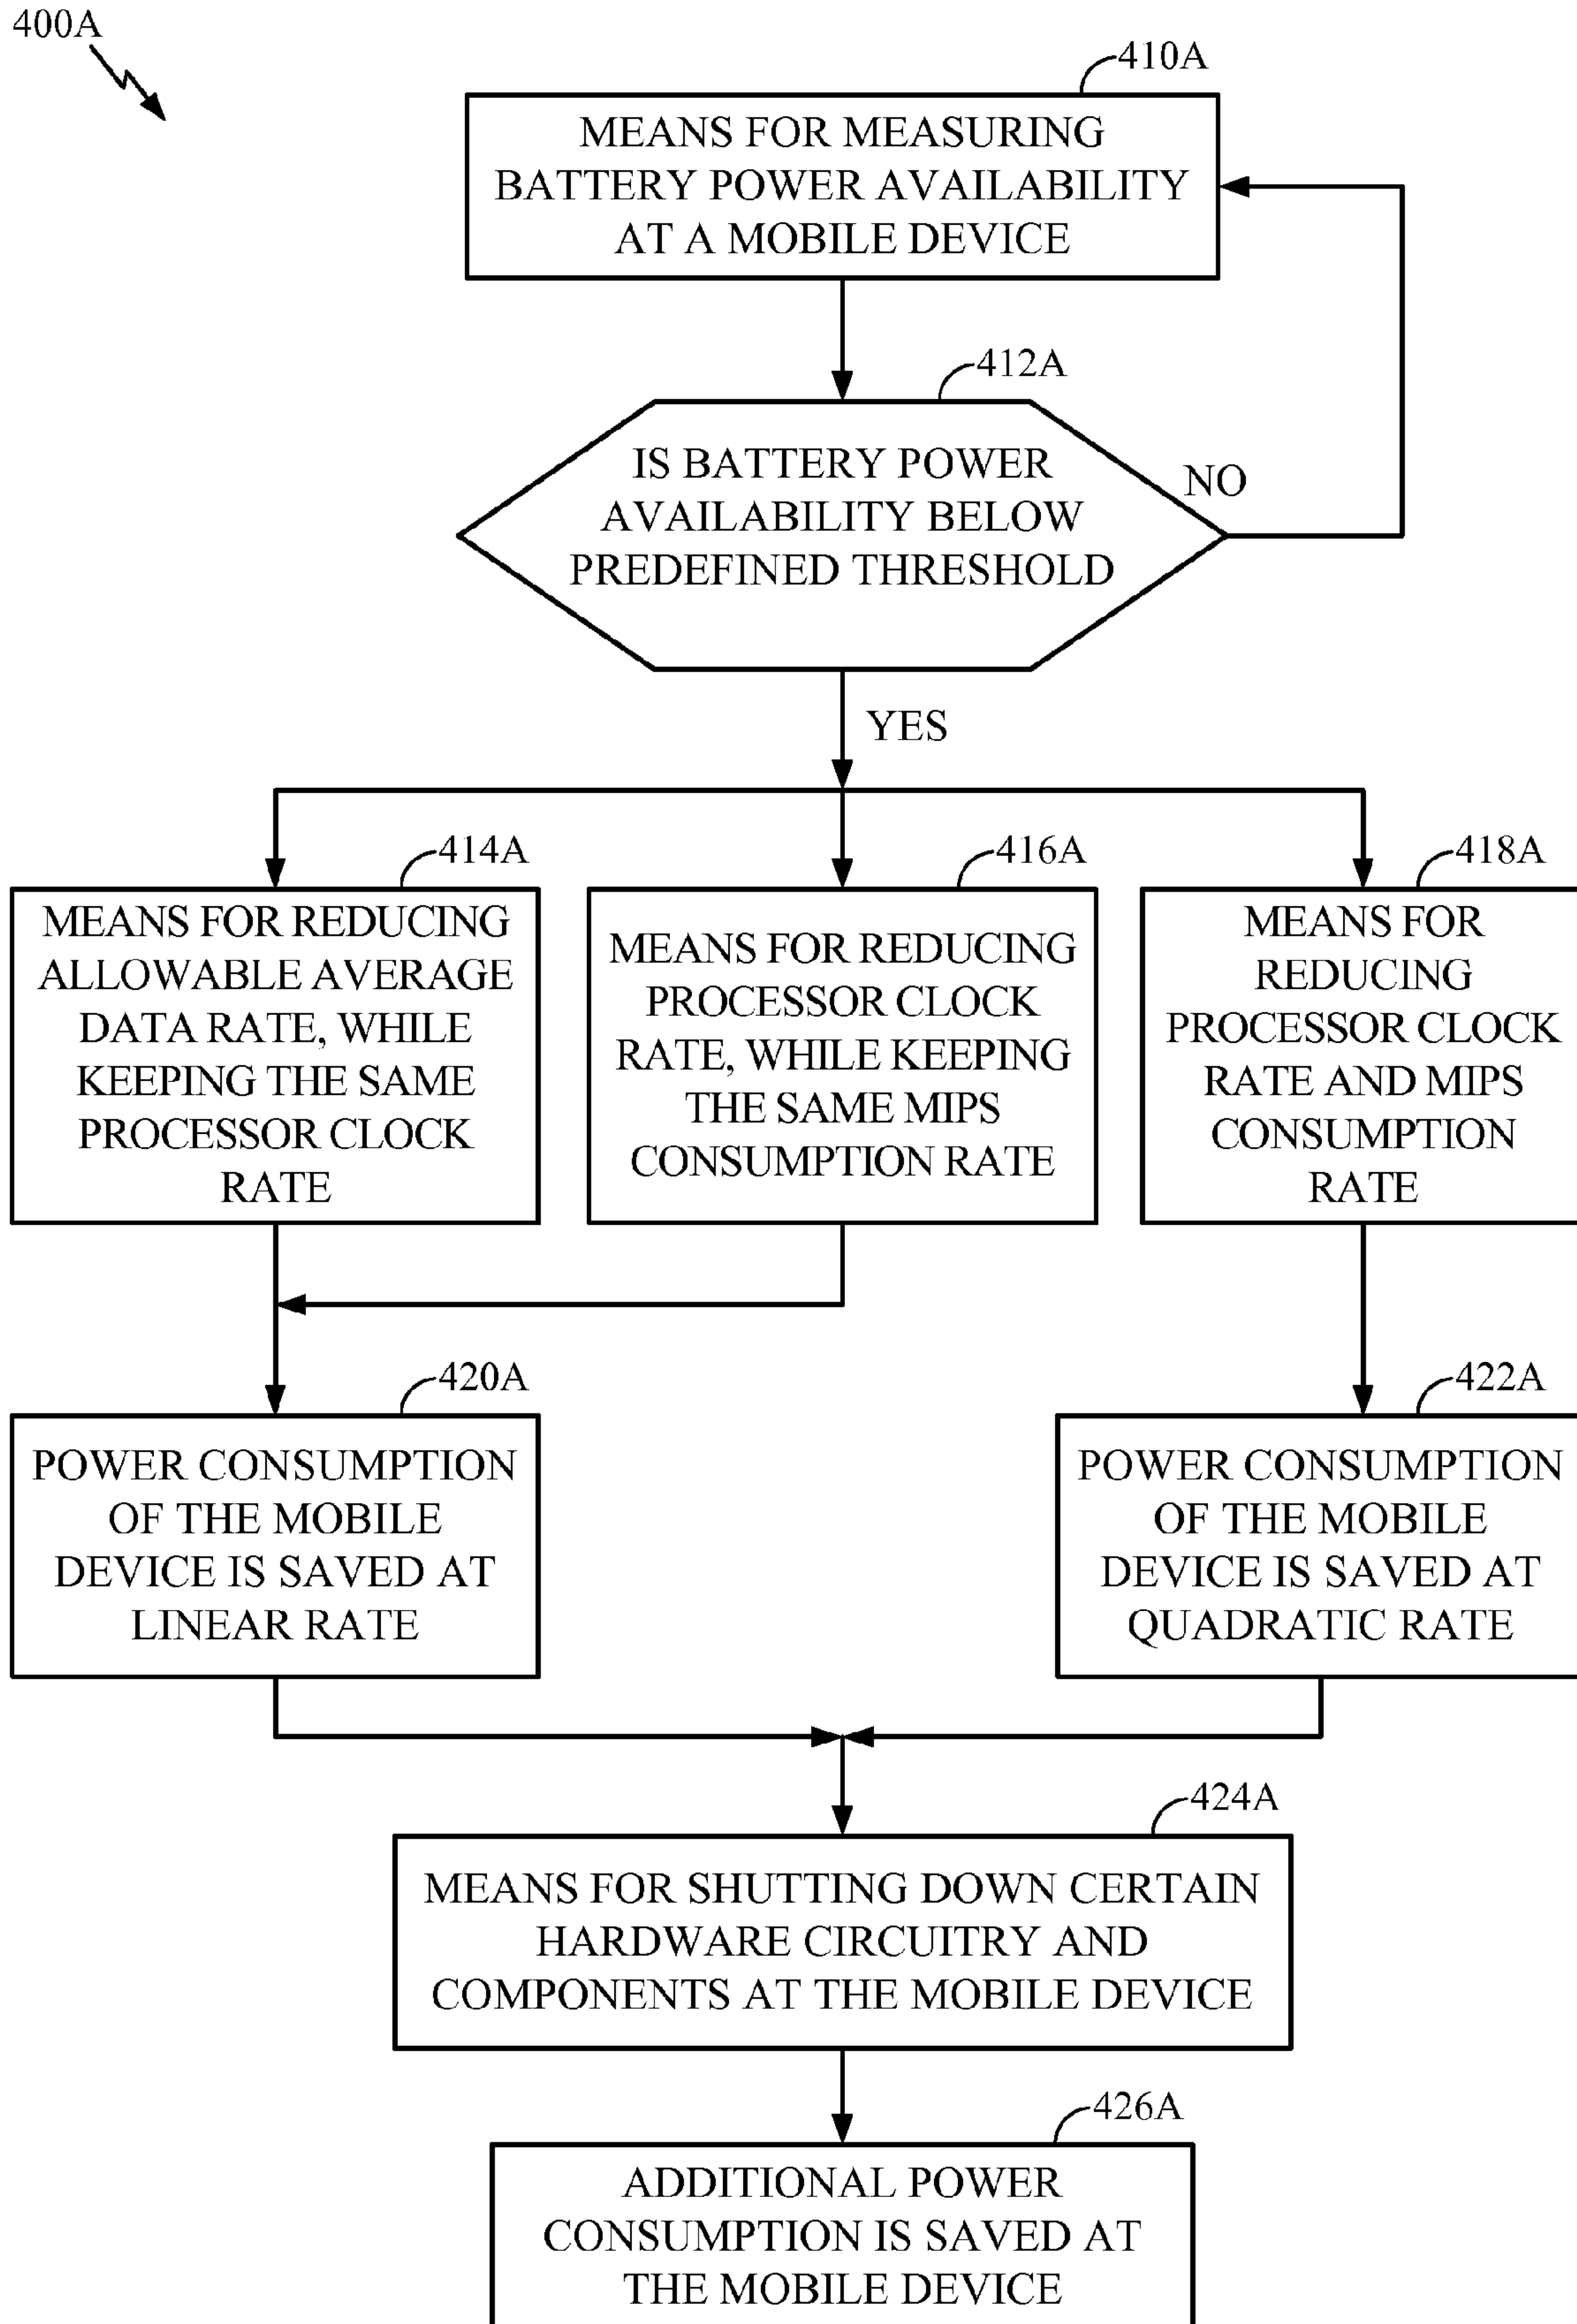 400A
410A
MEANS FOR MEASURING
BATTERY POWER AVAILABILITY
AT A MOBILE DEVICE
412A
IS BATTERY POWER
AVAILABILITY BELOW
PREDEFINED THRESHOLD
NO
YES
414A
MEANS FOR REDUCING
ALLOWABLE AVERAGE
DATA RATE, WHILE
KEEPING THE SAME
PROCESSOR CLOCK
RATE
416A
MEANS FOR REDUCING
PROCESSOR CLOCK
RATE, WHILE KEEPING
THE SAME MIPS
CONSUMPTION RATE
418A
MEANS FOR
REDUCING
PROCESSOR CLOCK
RATE AND MIPS
CONSUMPTION
RATE
420A
POWER CONSUMPTION
OF THE MOBILE
DEVICE IS SAVED AT
LINEAR RATE
422A
POWER CONSUMPTION
OF THE MOBILE
DEVICE IS SAVED AT
QUADRATIC RATE
424A
MEANS FOR SHUTTING DOWN CERTAIN
HARDWARE CIRCUITRY AND
COMPONENTS AT THE MOBILE DEVICE
426A
ADDITIONAL POWER
CONSUMPTION IS SAVED AT
THE MOBILE DEVICE